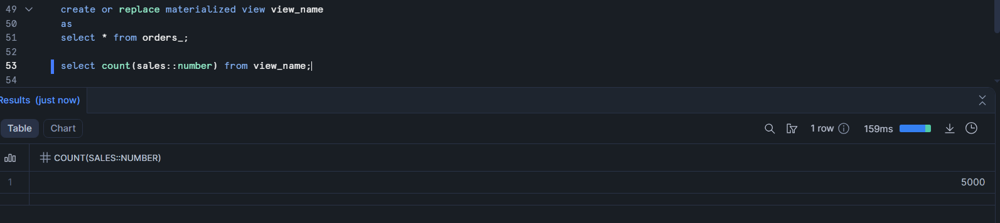 49 create or replace materialized view view_name
50 as
51 select * from orders_;
52
53 select count(sales::number) from view_name;
54
Results (just now)
Table Chart 1 row 159ms
COUNT(SALES::NUMBER)
1 5000